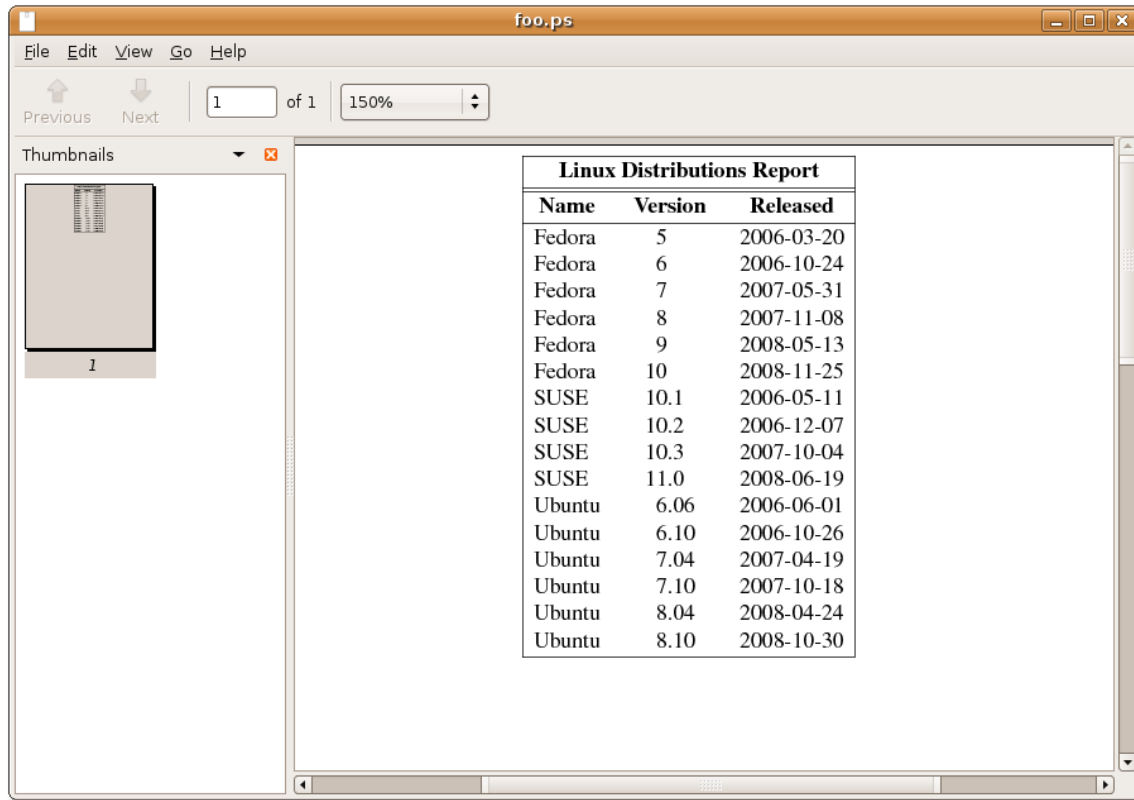 foo.ps
File Edit View Go Help
Previous Next 1 of 1 150%
Thumbnails
1
Linux Distributions Report
Name Version Released
Fedora 5 2006-03-20
Fedora 6 2006-10-24
Fedora 7 2007-05-31
Fedora 8 2007-11-08
Fedora 9 2008-05-13
Fedora 10 2008-11-25
SUSE 10.1 2006-05-11
SUSE 10.2 2006-12-07
SUSE 10.3 2007-10-04
SUSE 11.0 2008-06-19
Ubuntu 6.06 2006-06-01
Ubuntu 6.10 2006-10-26
Ubuntu 7.04 2007-04-19
Ubuntu 7.10 2007-10-18
Ubuntu 8.04 2008-04-24
Ubuntu 8.10 2008-10-30